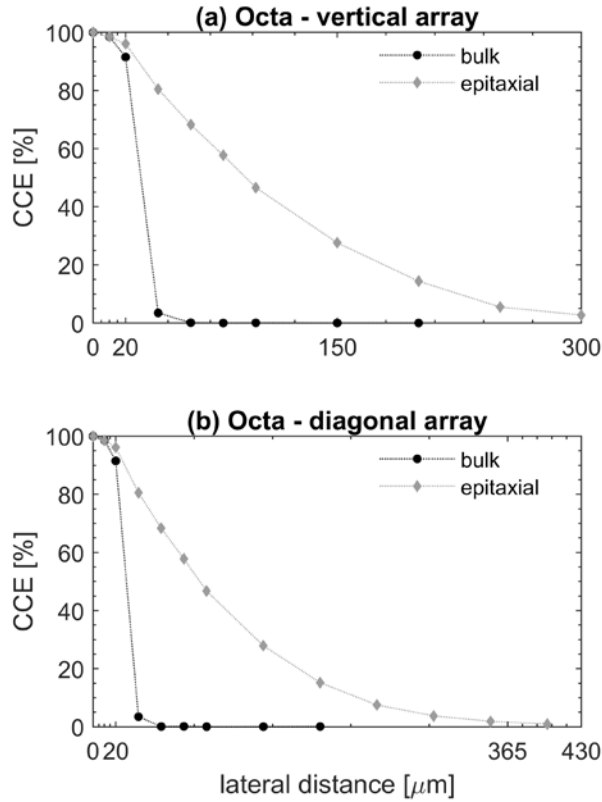 (a) Octa - vertical array
100
80
60
40
20
0
CCE [%]
bulk
epitaxial
0 20 150 300
(b) Octa - diagonal array
100
80
60
40
20
0
CCE [%]
bulk
epitaxial
0 20 365 430
lateral distance [μm]